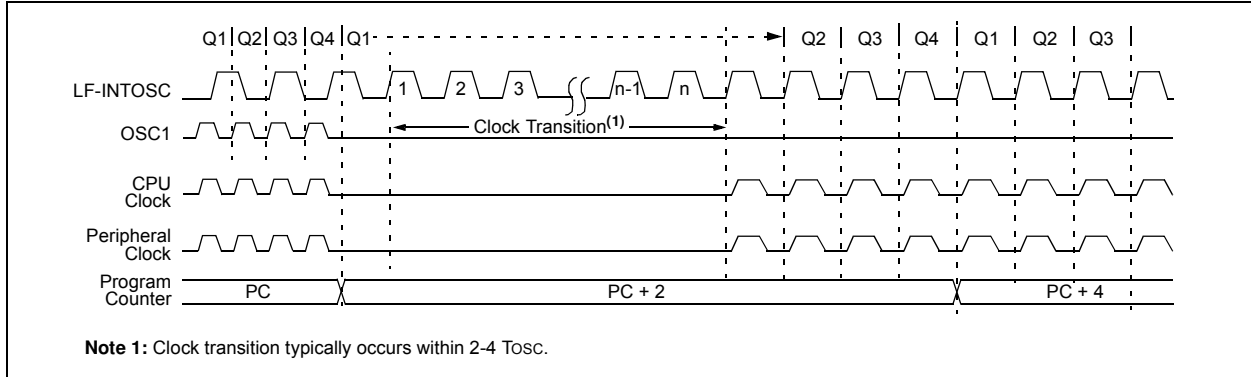 Q1 Q2 Q3 Q4 Q1 Q2 Q3 Q4 Q1 Q2 Q3
LF-INTOSC 1 2 3 n-1 n
Clock Transition(1)
OSC1
CPU
Clock
Peripheral
Clock
Program
Counter
PC PC + 2 PC + 4
Note 1: Clock transition typically occurs within 2-4 TOSC.